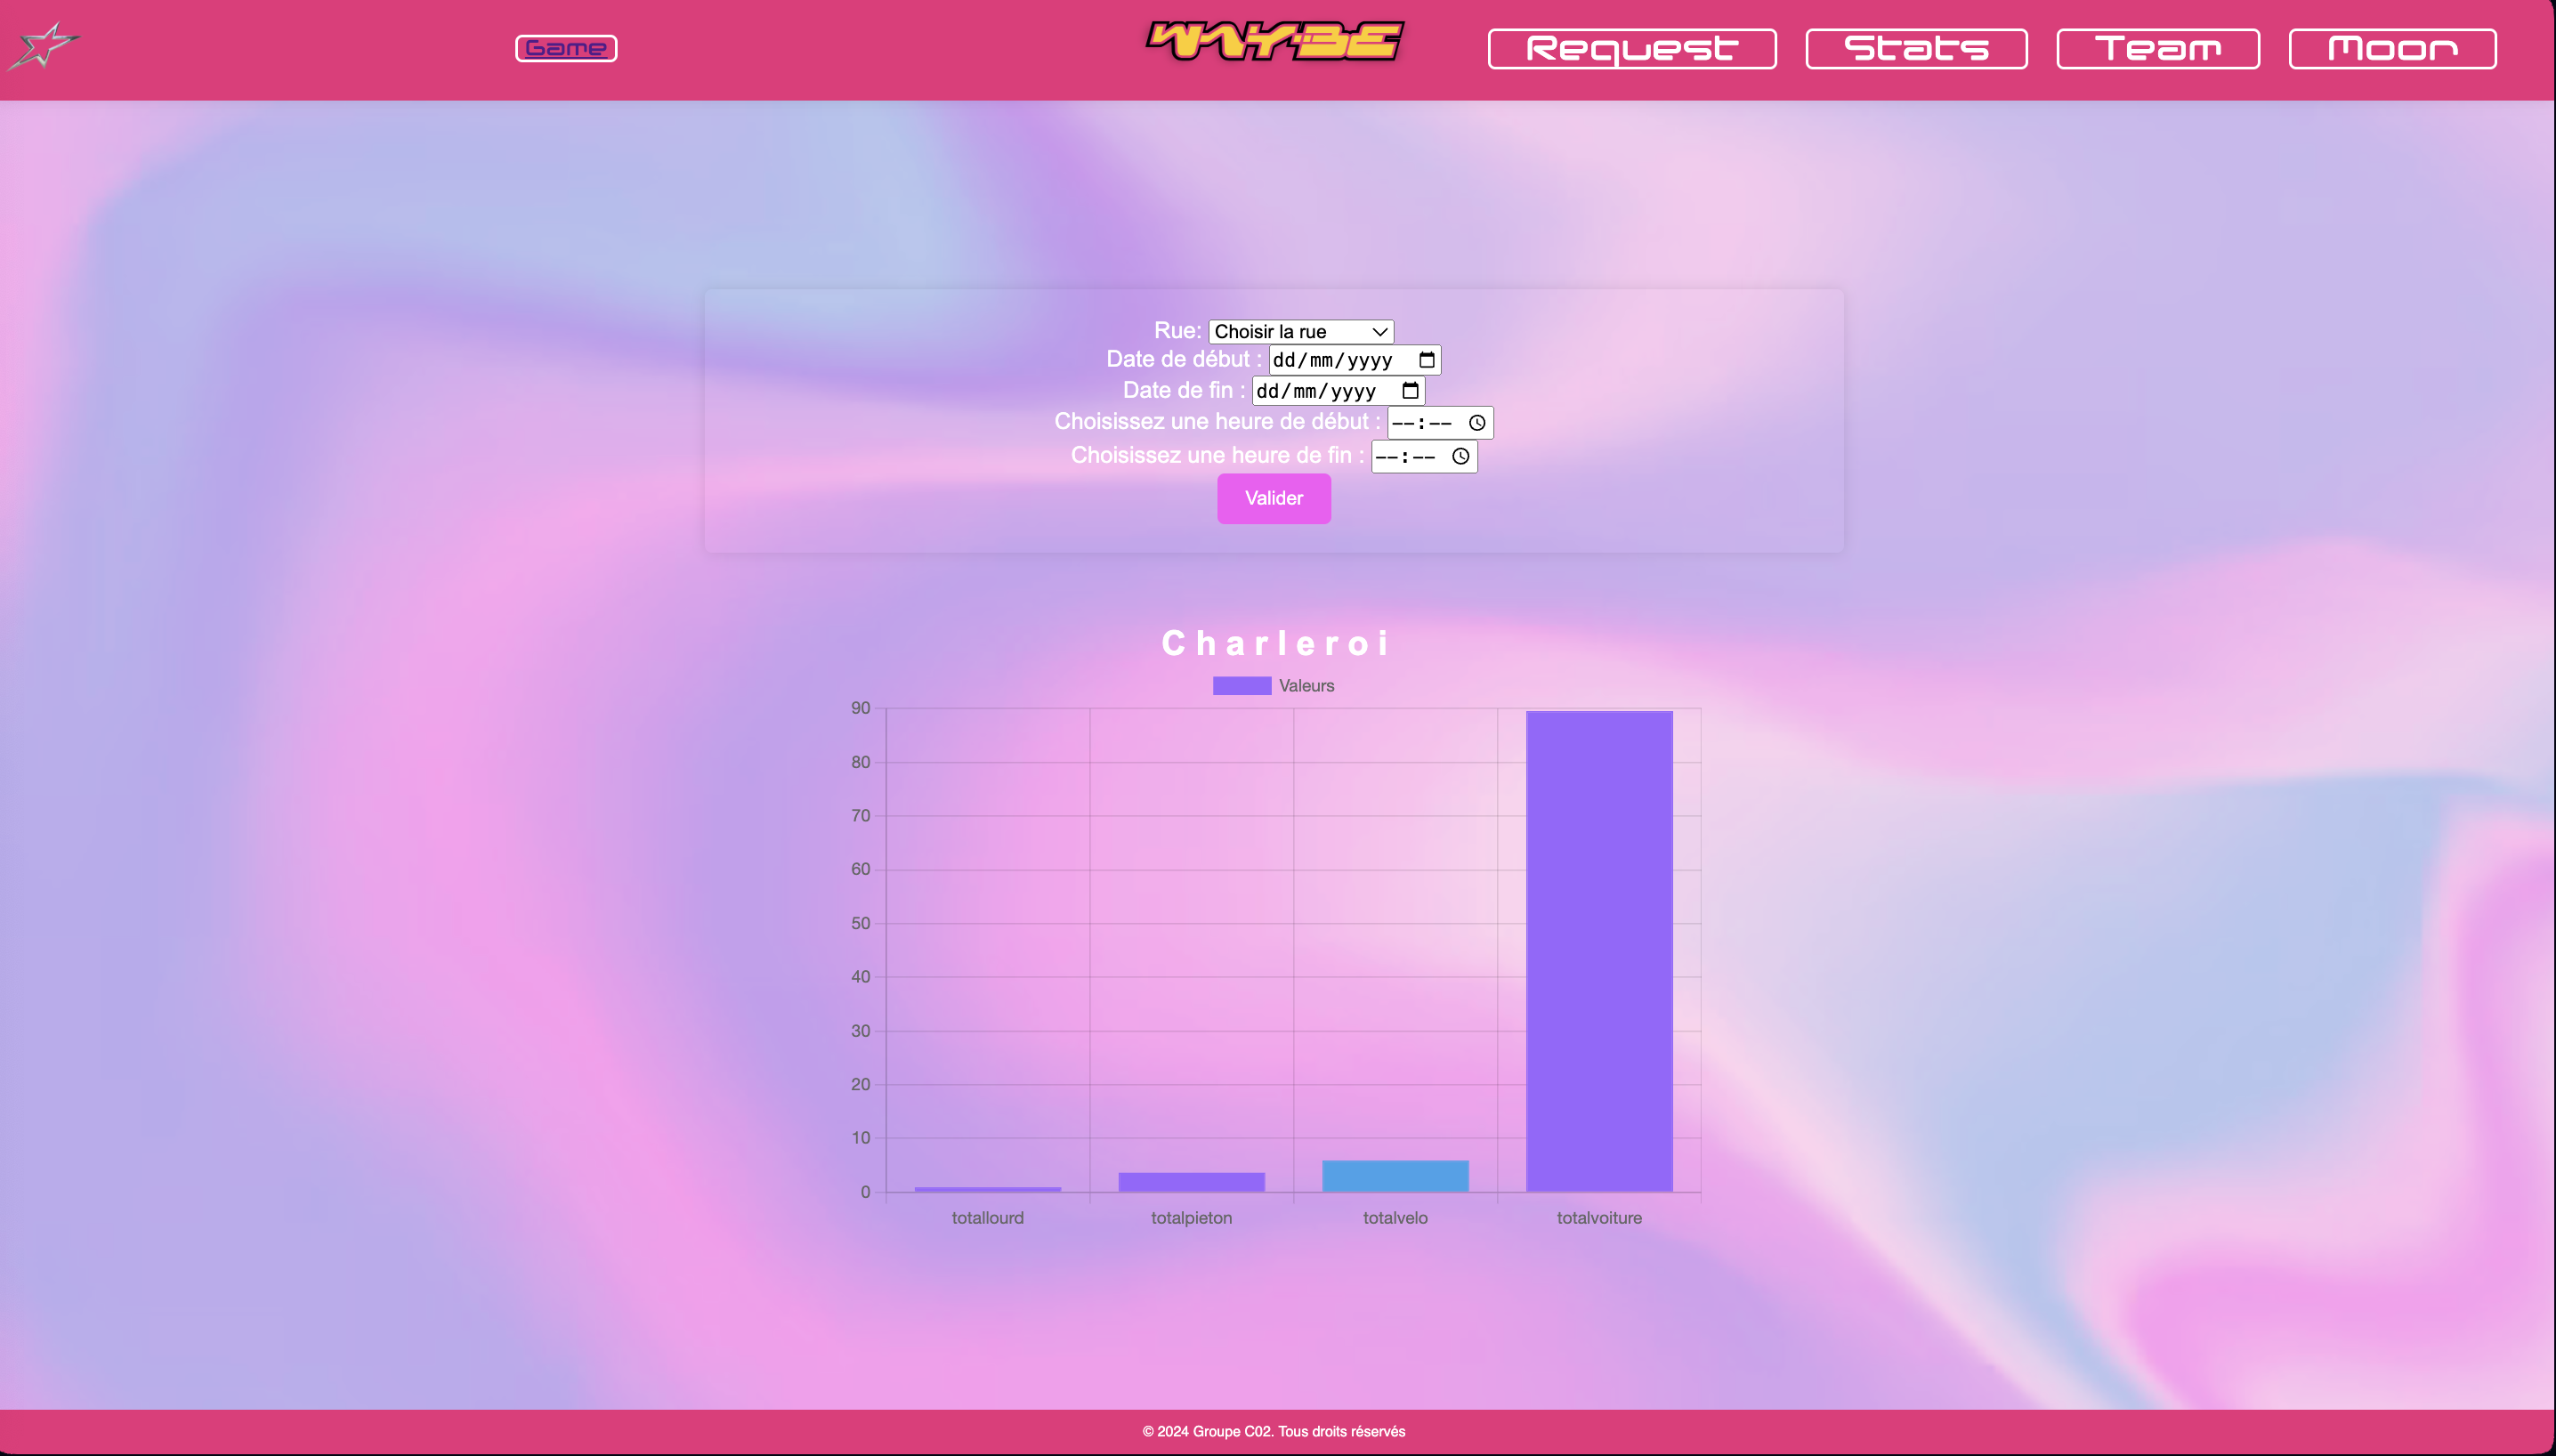 Game
WAY-BE
Request
Stats
Team
Moon
Rue: Choisir la rue
Date de début : dd/mm/yyyy
Date de fin : dd/mm/yyyy
Choisissez une heure de début : --:--
Choisissez une heure de fin : --:--
Valider
Charleroi
Valeurs
90
80
70
60
50
40
30
20
10
0
totallourd totalpieton totalvelo totalvoiture
© 2024 Groupe C02. Tous droits réservés